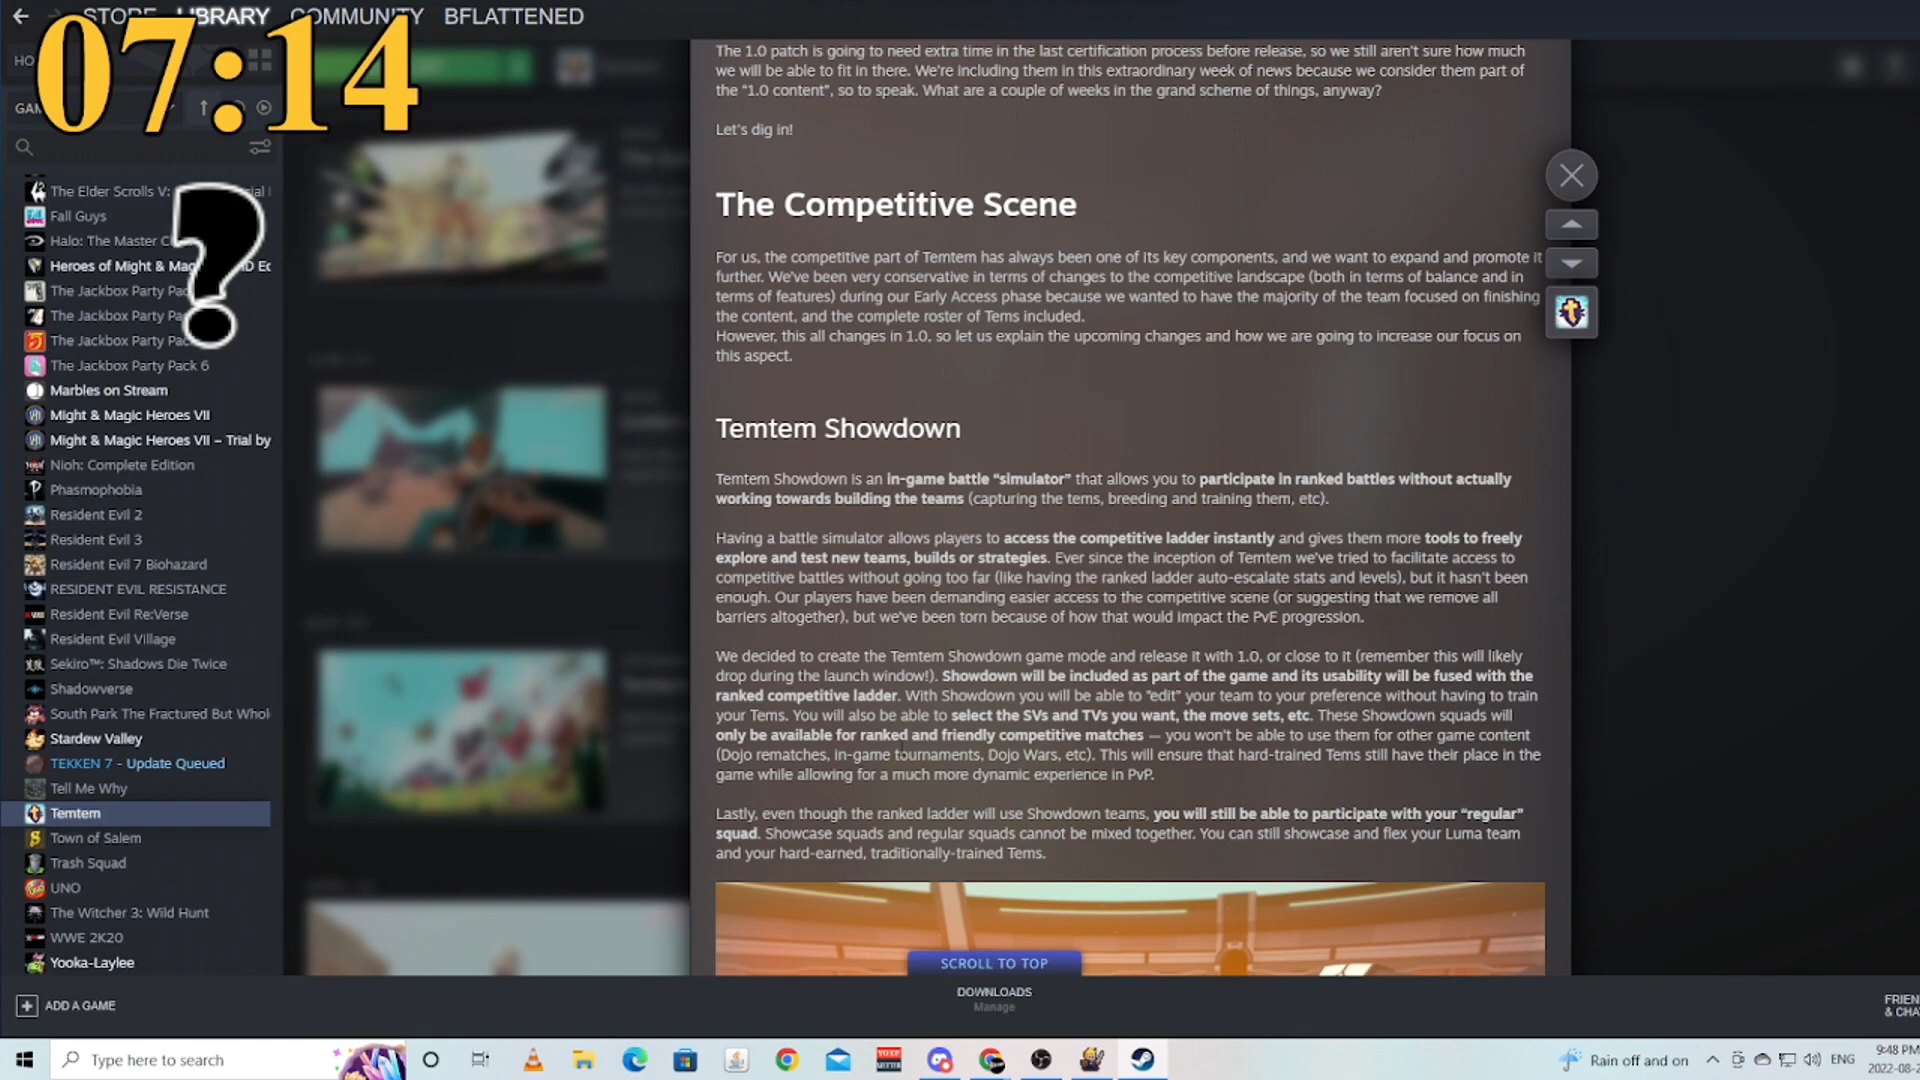 STORE
LIBRARY
COMMUNITY
BFLATTENED
07:14
HO
GAM
?
The Elder Scrolls V:
Fall Guys
Halo: The Master C
Heroes of Might & Mag
The Jackbox Party Pac
The Jackbox Party Pa
The Jackbox Party Pac
The Jackbox Party Pack 6
Marbles on Stream
Might & Magic Heroes VII
Might & Magic Heroes VII – Trial by
Nioh: Complete Edition
Phasmophobia
Resident Evil 2
Resident Evil 3
Resident Evil 7 Biohazard
RESIDENT EVIL RESISTANCE
Resident Evil Re:Verse
Resident Evil Village
Sekiro™: Shadows Die Twice
Shadowverse
South Park The Fractured But Whol
Stardew Valley
TEKKEN 7 - Update Queued
Tell Me Why
Temtem
Town of Salem
Trash Squad
UNO
The Witcher 3: Wild Hunt
WWE 2K20
Yooka-Laylee
ADD A GAME
The 1.0 patch is going to need extra time in the last certification process before release, so we still aren't sure how much
we will be able to fit in there. We're including them in this extraordinary week of news because we consider them part of
the "1.0 content", so to speak. What are a couple of weeks in the grand scheme of things, anyway?
Let's dig in!
The Competitive Scene
For us, the competitive part of Temtem has always been one of its key components, and we want to expand and promote it
further. We've been very conservative in terms of changes to the competitive landscape (both in terms of balance and in
terms of features) during our Early Access phase because we wanted to have the majority of the team focused on finishing
the content, and the complete roster of Tems included.
However, this all changes in 1.0, so let us explain the upcoming changes and how we are going to increase our focus on
this aspect.
Temtem Showdown
Temtem Showdown is an in-game battle "simulator" that allows you to participate in ranked battles without actually
working towards building the teams (capturing the tems, breeding and training them, etc).
Having a battle simulator allows players to access the competitive ladder instantly and gives them more tools to freely
explore and test new teams, builds or strategies. Ever since the inception of Temtem we've tried to facilitate access to
competitive battles without going too far (like having the ranked ladder auto-escalate stats and levels), but it hasn't been
enough. Our players have been demanding easier access to the competitive scene (or suggesting that we remove all
barriers altogether), but we've been torn because of how that would impact the PvE progression.
We decided to create the Temtem Showdown game mode and release it with 1.0, or close to it (remember this will likely
drop during the launch window!). Showdown will be included as part of the game and its usability will be fused with the
ranked competitive ladder. With Showdown you will be able to "edit" your team to your preference without having to train
your Tems. You will also be able to select the SVs and TVs you want, the move sets, etc. These Showdown squads will
only be available for ranked and friendly competitive matches — you won't be able to use them for other game content
(Dojo rematches, in-game tournaments, Dojo Wars, etc). This will ensure that hard-trained Tems still have their place in the
game while allowing for a much more dynamic experience in PvP.
Lastly, even though the ranked ladder will use Showdown teams, you will still be able to participate with your "regular"
squad. Showcase squads and regular squads cannot be mixed together. You can still showcase and flex your Luma team
and your hard-earned, traditionally-trained Tems.
SCROLL TO TOP
DOWNLOADS
Manage
FRIEN
& CHA
Type here to search
Rain off and on
ENG
9:48 PM
2022-08-2